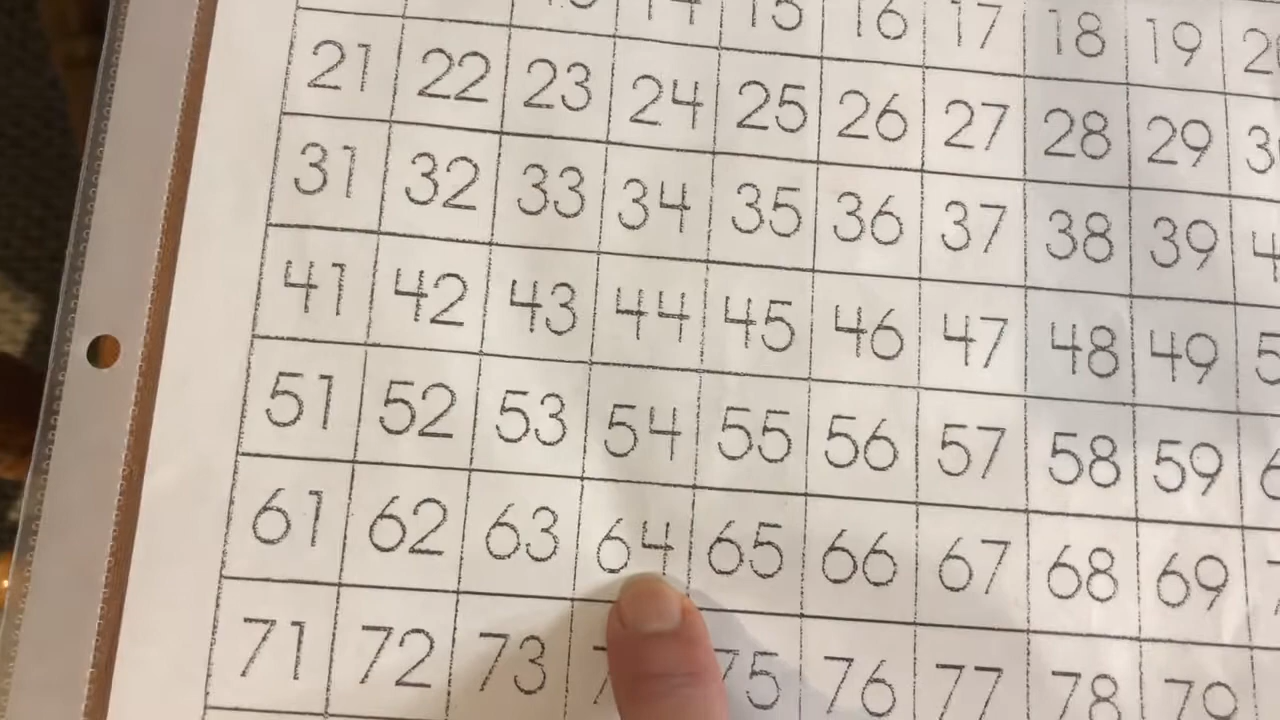 14 15 16 17 18 19
21 22 23 24 25 26 27 28 29
31 32 33 34 35 36 37 38 39
41 42 43 44 45 46 47 48 49
51 52 53 54 55 56 57 58 59
61 62 63 64 65 66 67 68 69
71 72 73 75 76 77 78 79